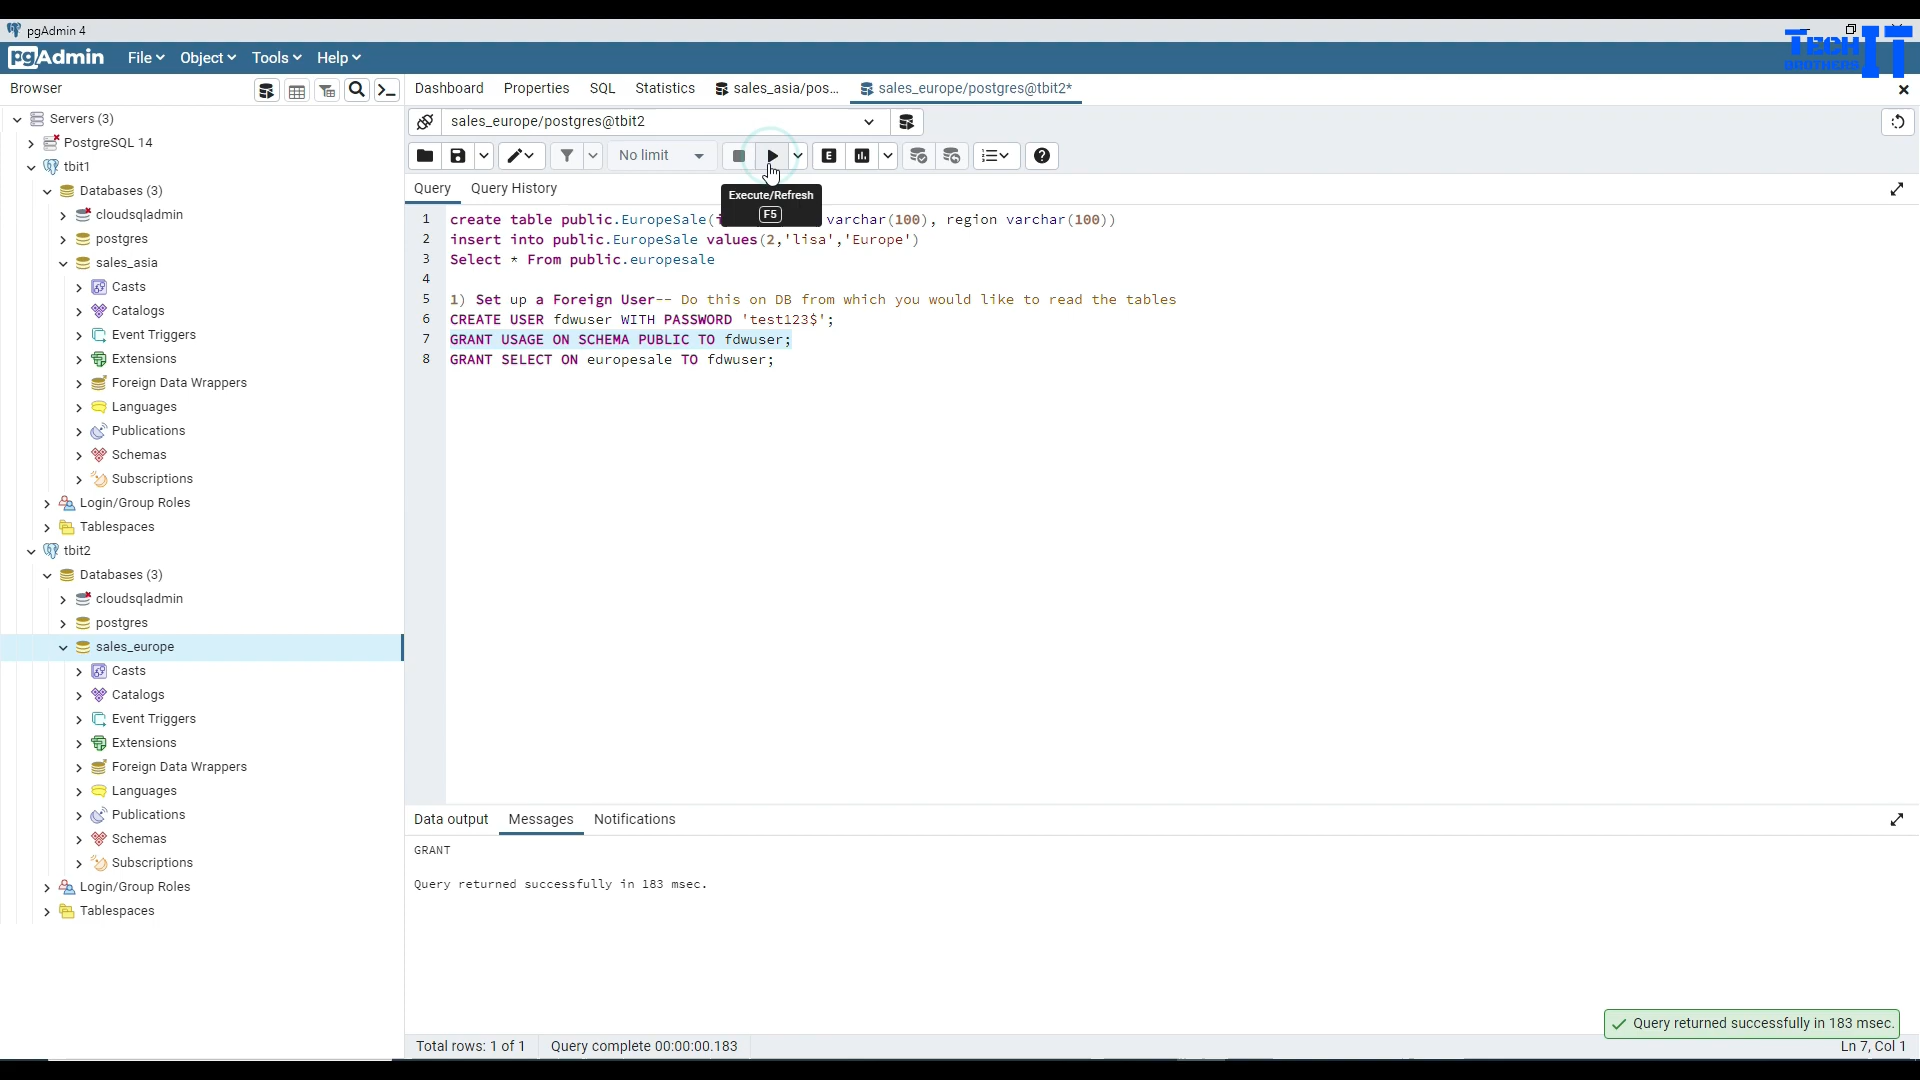 pgAdmin 4
pgAdmin File Object Tools Help
TECH IT BROTHERS
Browser
Dashboard Properties SQL Statistics sales_asia/pos... sales_europe/postgres@tbit2*
sales_europe/postgres@tbit2
No limit
E
Query Query History
Execute/Refresh
F5
1 create table public.EuropeSale(i varchar(100), region varchar(100))
2 insert into public.EuropeSale values(2,'lisa','Europe')
3 Select * From public.europesale
4
5 1) Set up a Foreign User-- Do this on DB from which you would like to read the tables
6 CREATE USER fdwuser WITH PASSWORD 'test123$';
7 GRANT USAGE ON SCHEMA PUBLIC TO fdwuser;
8 GRANT SELECT ON europesale TO fdwuser;
Servers (3)
PostgreSQL 14
tbit1
Databases (3)
cloudsqladmin
postgres
sales_asia
Casts
Catalogs
Event Triggers
Extensions
Foreign Data Wrappers
Languages
Publications
Schemas
Subscriptions
Login/Group Roles
Tablespaces
tbit2
Databases (3)
cloudsqladmin
postgres
sales_europe
Casts
Catalogs
Event Triggers
Extensions
Foreign Data Wrappers
Languages
Publications
Schemas
Subscriptions
Login/Group Roles
Tablespaces
Data output Messages Notifications
GRANT
Query returned successfully in 183 msec.
Query returned successfully in 183 msec.
Total rows: 1 of 1 Query complete 00:00:00.183
Ln 7, Col 1